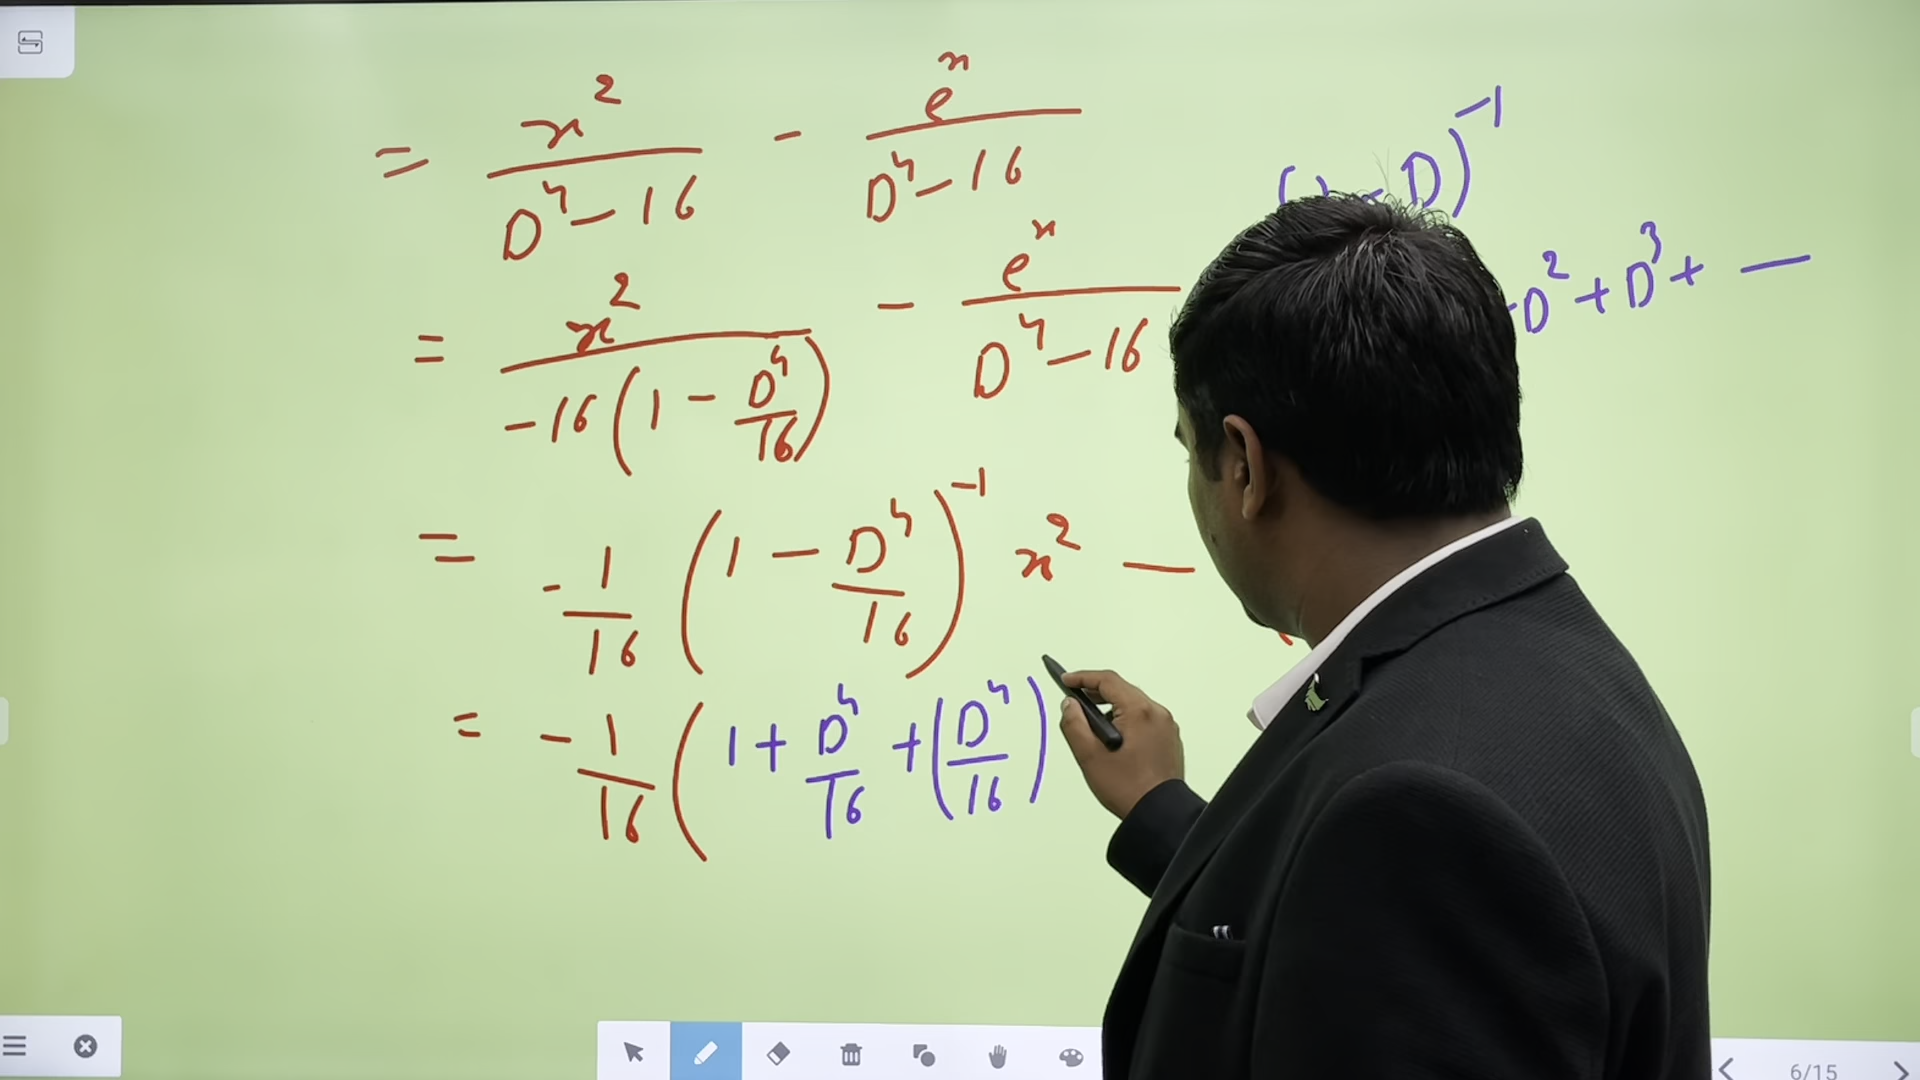 = x² / (D⁴ - 16) - eˣ / (D⁴ - 16)
= x² / (-16(1 - D⁴/16)) - eˣ / (D⁴ - 16)
= -1/16 (1 - D⁴/16)⁻¹ x² —
= -1/16 (1 + D⁴/16 + (D⁴/16)
- D)⁻¹
D² + D³ + —
6/15